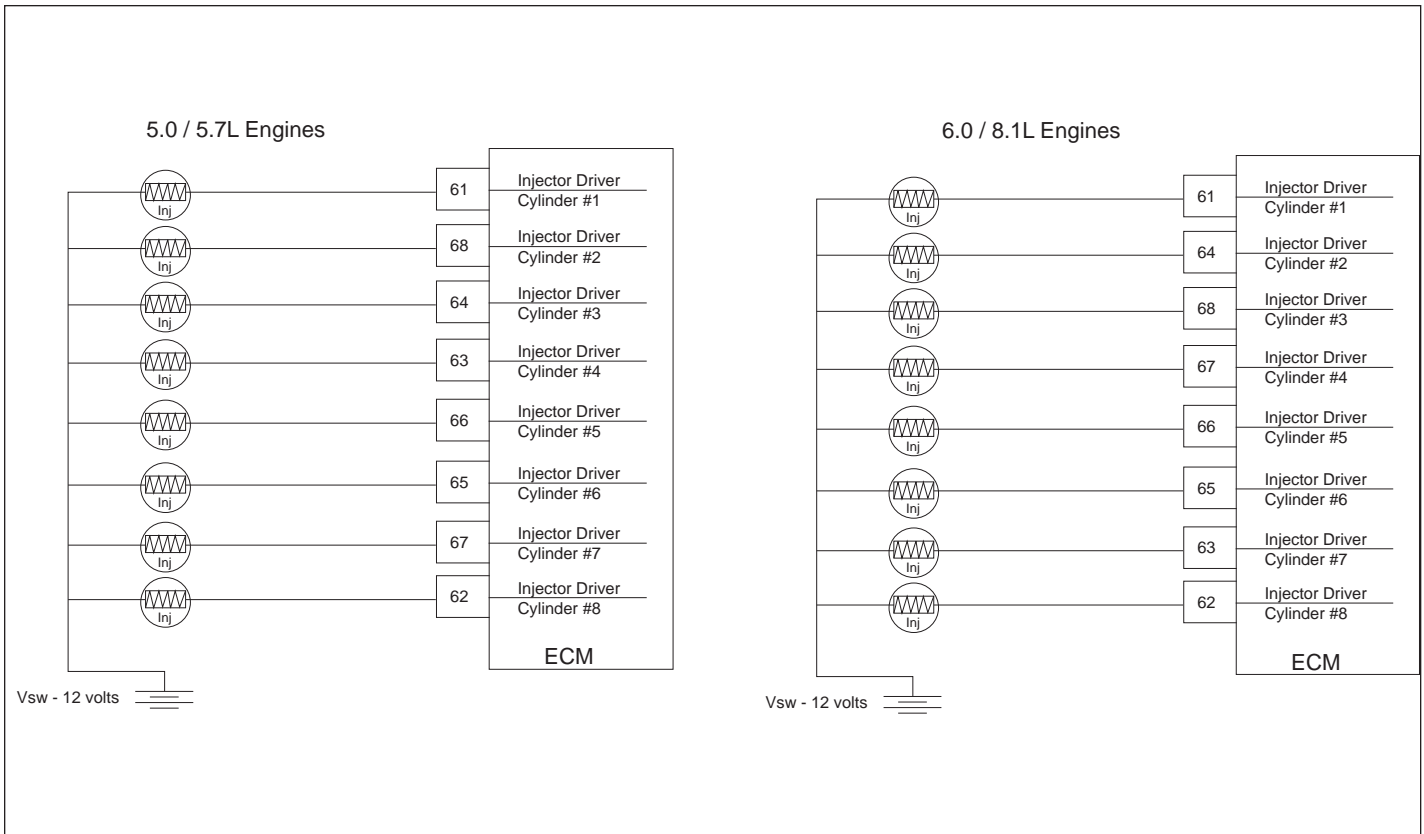 5.0 / 5.7L Engines
Inj
61
Injector Driver
Cylinder #1
Inj
68
Injector Driver
Cylinder #2
Inj
64
Injector Driver
Cylinder #3
Inj
63
Injector Driver
Cylinder #4
Inj
66
Injector Driver
Cylinder #5
Inj
65
Injector Driver
Cylinder #6
Inj
67
Injector Driver
Cylinder #7
Inj
62
Injector Driver
Cylinder #8
ECM
Vsw - 12 volts
6.0 / 8.1L Engines
Inj
61
Injector Driver
Cylinder #1
Inj
64
Injector Driver
Cylinder #2
Inj
68
Injector Driver
Cylinder #3
Inj
67
Injector Driver
Cylinder #4
Inj
66
Injector Driver
Cylinder #5
Inj
65
Injector Driver
Cylinder #6
Inj
63
Injector Driver
Cylinder #7
Inj
62
Injector Driver
Cylinder #8
ECM
Vsw - 12 volts